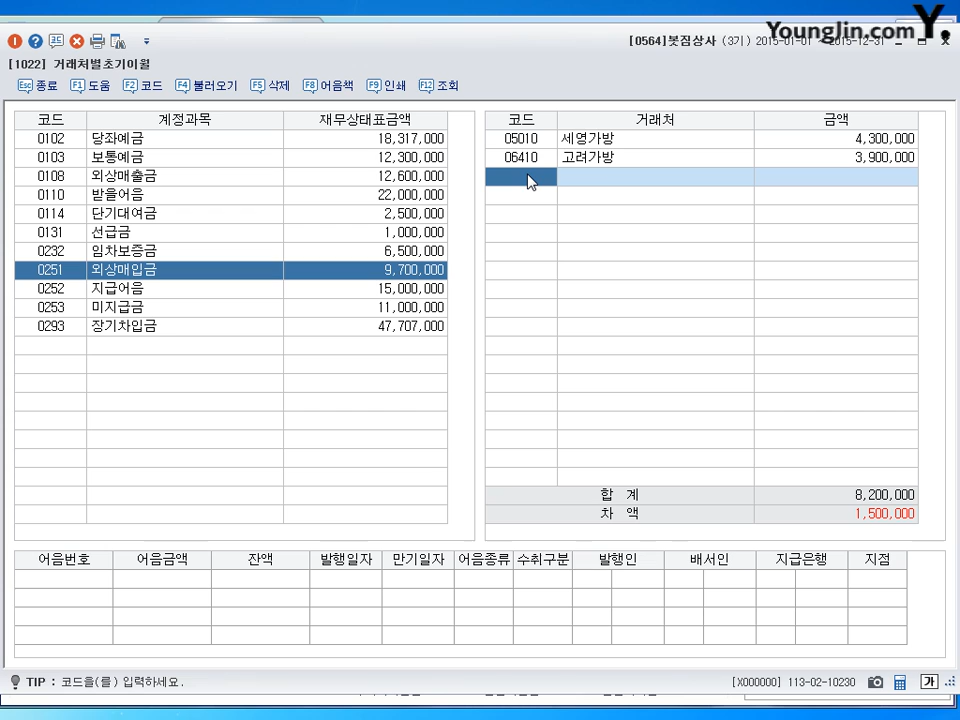 YoungJin.com Y.
[0564]봇짐상사 (3기) 2015-01-01 ~ 2015-12-31
[1022] 거래처별초기이월
Esc 종료 F1 도움 F2 코드 F4 불러오기 F5 삭제 F8 어음책 F9 인쇄 F12 조회
코드 계정과목 재무상태표금액
0102 당좌예금 18,317,000
0103 보통예금 12,300,000
0108 외상매출금 12,600,000
0110 받을어음 22,000,000
0114 단기대여금 2,500,000
0131 선급금 1,000,000
0232 임차보증금 6,500,000
0251 외상매입금 9,700,000
0252 지급어음 15,000,000
0253 미지급금 11,000,000
0293 장기차입금 47,707,000
코드 거래처 금액
05010 세영가방 4,300,000
06410 고려가방 3,900,000
합 계 8,200,000
차 액 1,500,000
어음번호 어음금액 잔액 발행일자 만기일자 어음종류 수취구분 발행인 배서인 지급은행 지점
TIP : 코드을(를) 입력하세요.
[X000000] 113-02-10230 가